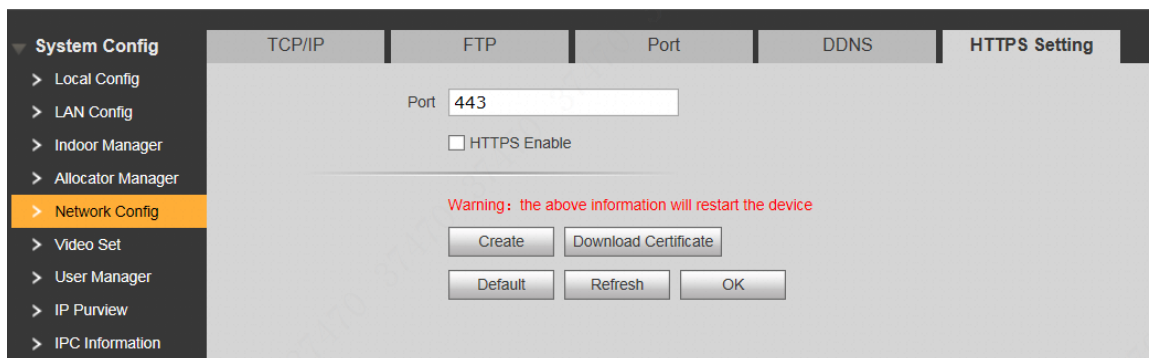 System Config
TCP/IP
FTP
Port
DDNS
HTTPS Setting
Local Config
LAN Config
Indoor Manager
Allocator Manager
Network Config
Video Set
User Manager
IP Purview
IPC Information
Port 443
HTTPS Enable
Warning：the above information will restart the device
Create Download Certificate
Default Refresh OK